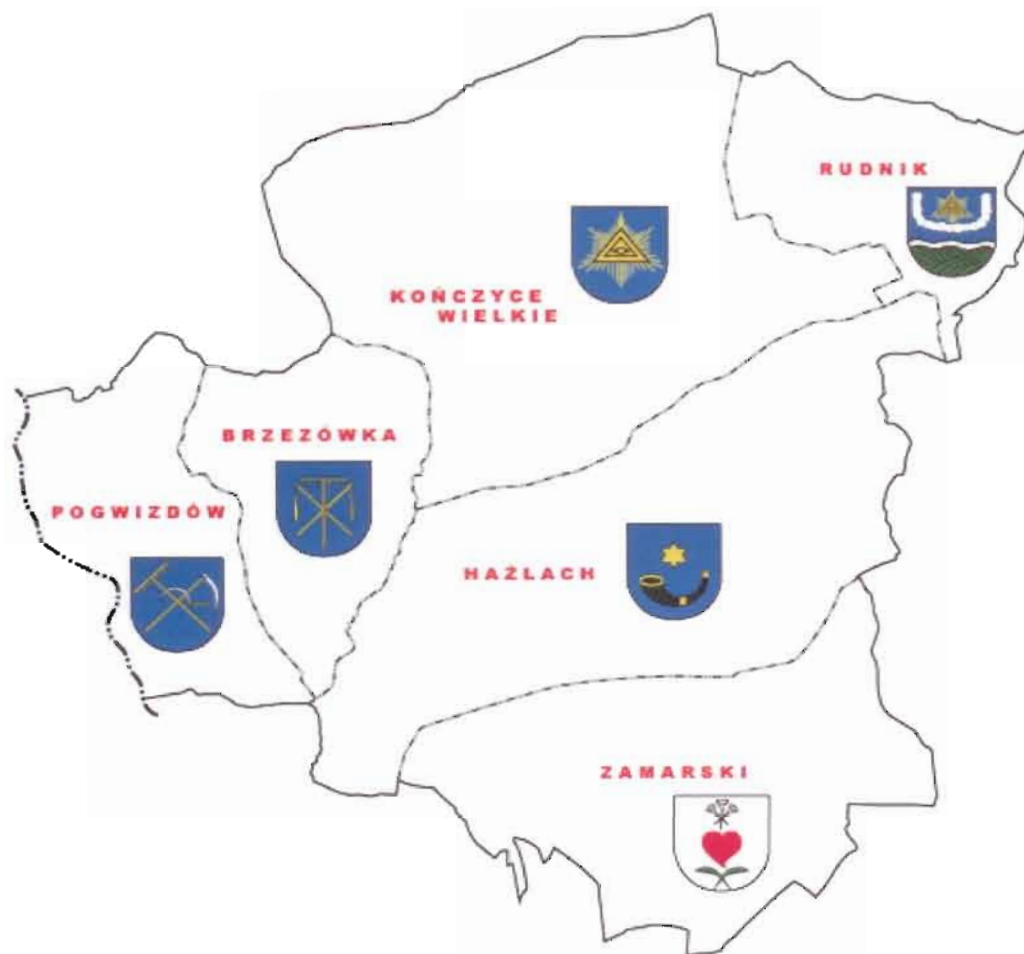 RUDNIK
KOŃCZYCE
WIELKIE
BRZEZÓWKA
POGWIZDÓW
HAŻLACH
ZAMARSKI